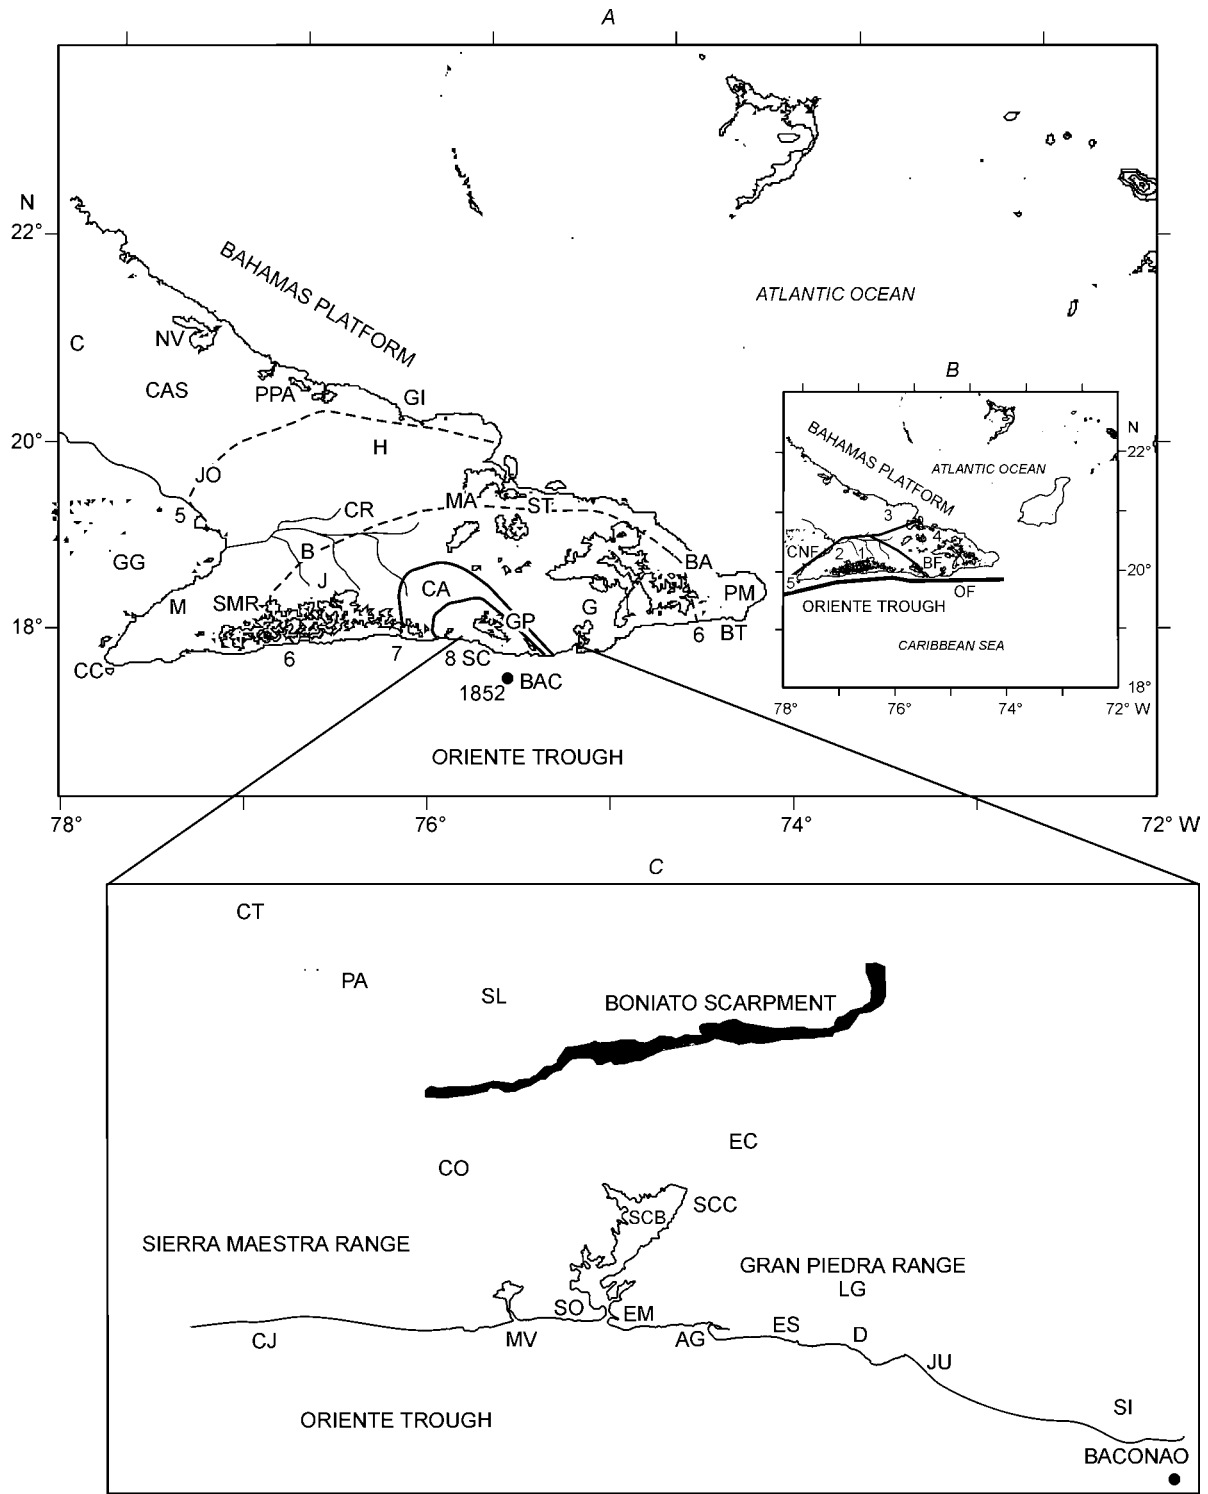 A
N
22°
BAHAMAS PLATFORM
ATLANTIC OCEAN
C
NV
CAS
PPA
GI
20°
H
JO
5
CR
MA
ST
GG
B
J
BA
M
SMR
CA
GP
G
PM
18°
CC
6
7
8 SC
6
BT
1852
BAC
ORIENTE TROUGH
78°
76°
74°
72° W
B
N
BAHAMAS PLATFORM
22°
ATLANTIC OCEAN
3
4
CNF
2
1
BF
20°
5
OF
ORIENTE TROUGH
CARIBBEAN SEA
18°
78°
76°
74°
72° W
C
CT
PA
SL
BONIATO SCARPMENT
EC
CO
SCC
SCB
SIERRA MAESTRA RANGE
GRAN PIEDRA RANGE
LG
SO
EM
CJ
MV
AG
ES
D
JU
ORIENTE TROUGH
SI
BACONAO